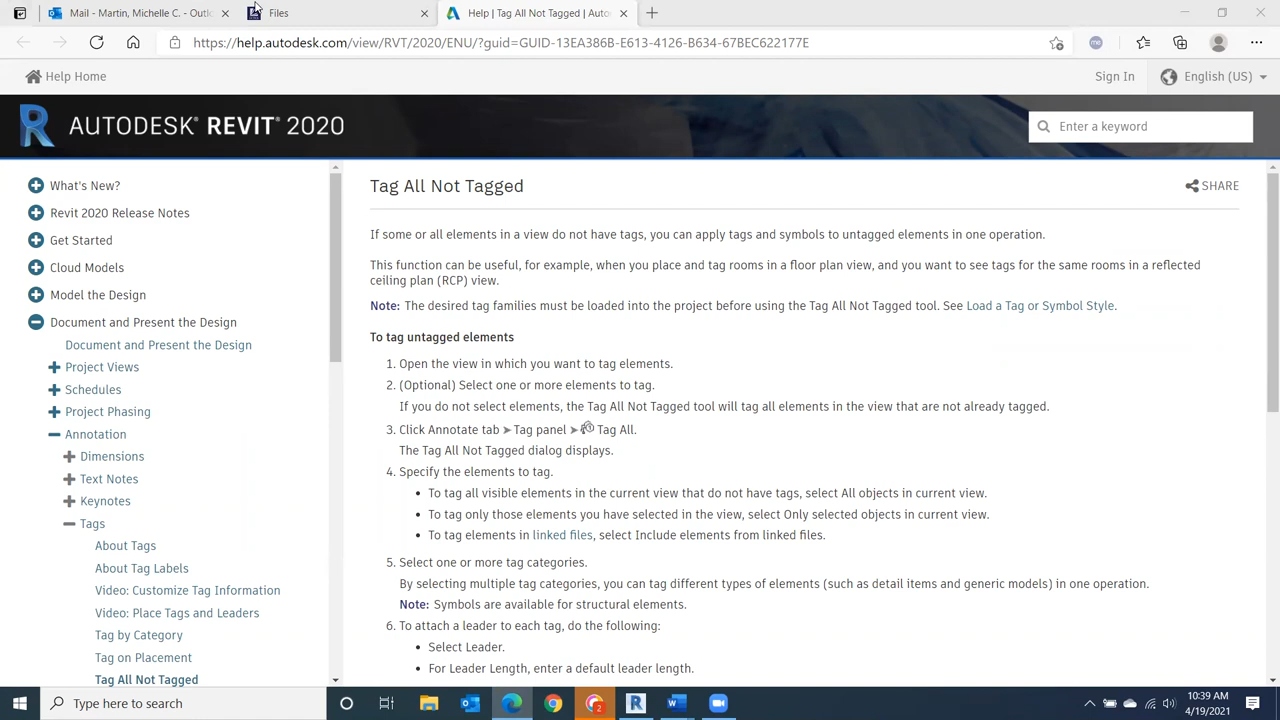 Mail - Martin, Michelle C. - Outlo
Files
Help | Tag All Not Tagged | Auto
https://help.autodesk.com/view/RVT/2020/ENU/?guid=GUID-13EA386B-E613-4126-B634-67BEC622177E
Help Home
Sign In
English (US)
AUTODESK® REVIT® 2020
Enter a keyword
What's New?
Revit 2020 Release Notes
Get Started
Cloud Models
Model the Design
Document and Present the Design
Document and Present the Design
Project Views
Schedules
Project Phasing
Annotation
Dimensions
Text Notes
Keynotes
Tags
About Tags
About Tag Labels
Video: Customize Tag Information
Video: Place Tags and Leaders
Tag by Category
Tag on Placement
Tag All Not Tagged
Tag All Not Tagged
SHARE
If some or all elements in a view do not have tags, you can apply tags and symbols to untagged elements in one operation.
This function can be useful, for example, when you place and tag rooms in a floor plan view, and you want to see tags for the same rooms in a reflected
ceiling plan (RCP) view.
Note: The desired tag families must be loaded into the project before using the Tag All Not Tagged tool. See Load a Tag or Symbol Style.
To tag untagged elements
1. Open the view in which you want to tag elements.
2. (Optional) Select one or more elements to tag.
If you do not select elements, the Tag All Not Tagged tool will tag all elements in the view that are not already tagged.
3. Click Annotate tab ➤ Tag panel ➤ Tag All.
The Tag All Not Tagged dialog displays.
4. Specify the elements to tag.
• To tag all visible elements in the current view that do not have tags, select All objects in current view.
• To tag only those elements you have selected in the view, select Only selected objects in current view.
• To tag elements in linked files, select Include elements from linked files.
5. Select one or more tag categories.
By selecting multiple tag categories, you can tag different types of elements (such as detail items and generic models) in one operation.
Note: Symbols are available for structural elements.
6. To attach a leader to each tag, do the following:
• Select Leader.
• For Leader Length, enter a default leader length.
Type here to search
2
10:39 AM
4/19/2021